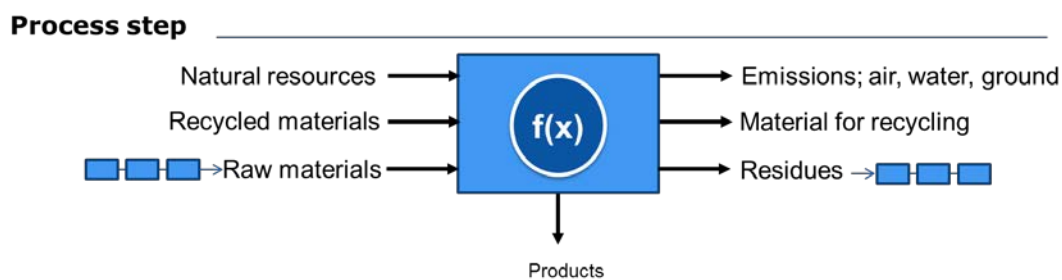 Process step
Natural resources
Emissions; air, water, ground
Recycled materials
f(x)
Material for recycling
Raw materials
Residues
Products